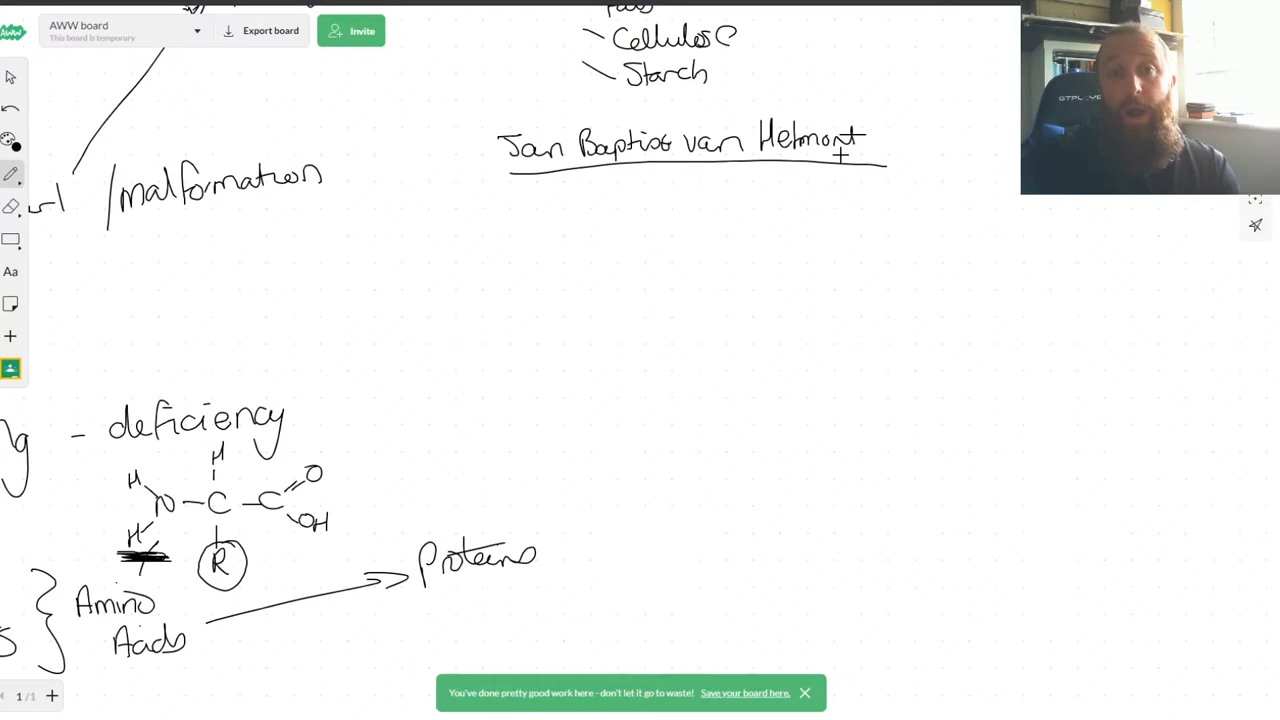 AWW board
This board is temporary
Export board
Invite
Cellulose
Starch
Jan Baptist van Helmont
/malformation
- deficiency
H
H
O
N - C - C
OH
H
R
Amino
Acids
Proteins
Aa
1/1
You've done pretty good work here - don't let it go to waste! Save your board here.